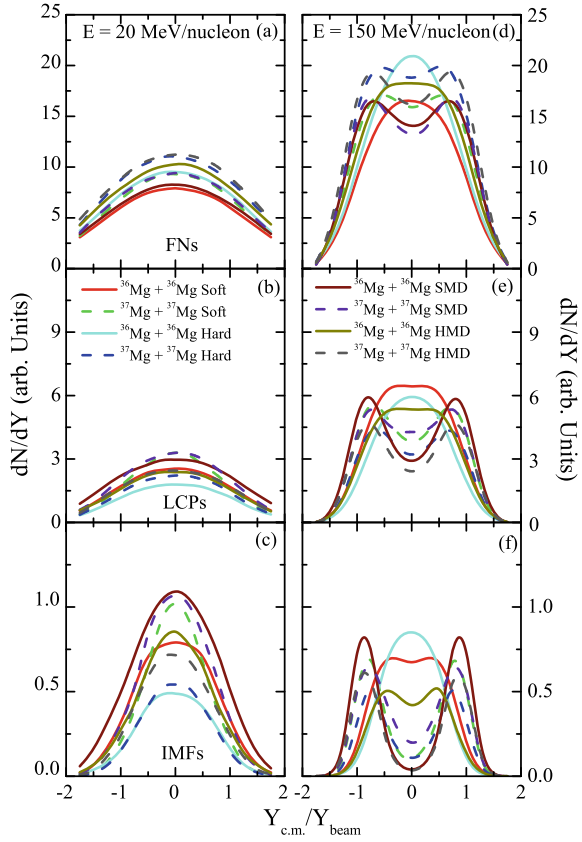 E = 20 MeV/nucleon (a)
E = 150 MeV/nucleon (d)
dN/dY (arb. Units)
25
20
15
10
5
0
FNs
25
20
15
10
5
0
(b)
³⁶Mg + ³⁶Mg Soft
³⁷Mg + ³⁷Mg Soft
³⁶Mg + ³⁶Mg Hard
³⁷Mg + ³⁷Mg Hard
(e)
³⁶Mg + ³⁶Mg SMD
³⁷Mg + ³⁷Mg SMD
³⁶Mg + ³⁶Mg HMD
³⁷Mg + ³⁷Mg HMD
9
6
3
0
LCPs
9
6
3
0
dN/dY (arb. Units)
(c)
(f)
1.0
0.5
0.0
IMFs
1.0
0.5
0.0
-2 -1 0 1 2
-2 -1 0 1 2
Y_c.m./Y_beam